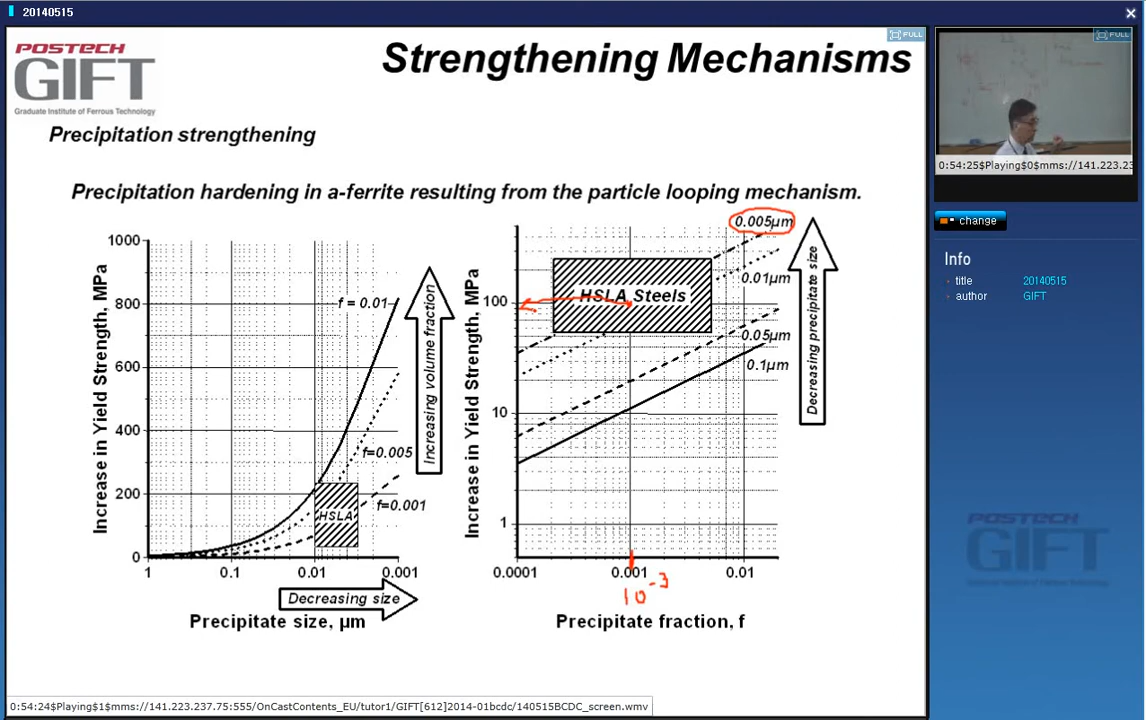 20140515
POSTECH
GIFT
Graduate Institute of Ferrous Technology
FULL
Strengthening Mechanisms
Precipitation strengthening
Precipitation hardening in a-ferrite resulting from the particle looping mechanism.
Increase in Yield Strength, MPa
1000
800
600
400
200
0
f = 0.01
f=0.005
f=0.001
HSLA
Increasing volume fraction
1 0.1 0.01 0.001
Decreasing size
Precipitate size, µm
Increase in Yield Strength, MPa
100
10
1
0.005µm
0.01µm
0.05µm
0.1µm
HSLA Steels
Decreasing precipitate size
0.0001 0.001 0.01
10-3
Precipitate fraction, f
0:54:24$Playing$1$mms://141.223.237.75:555/OnCastContents_EU/tutor1/GIFT[612]2014-01bcdc/140515BCDC_screen.wmv
FULL
0:54:25$Playing$0$mms://141.223.23
change
Info
title 20140515
author GIFT
POSTECH
GIFT
Graduate Institute of Ferrous Technology